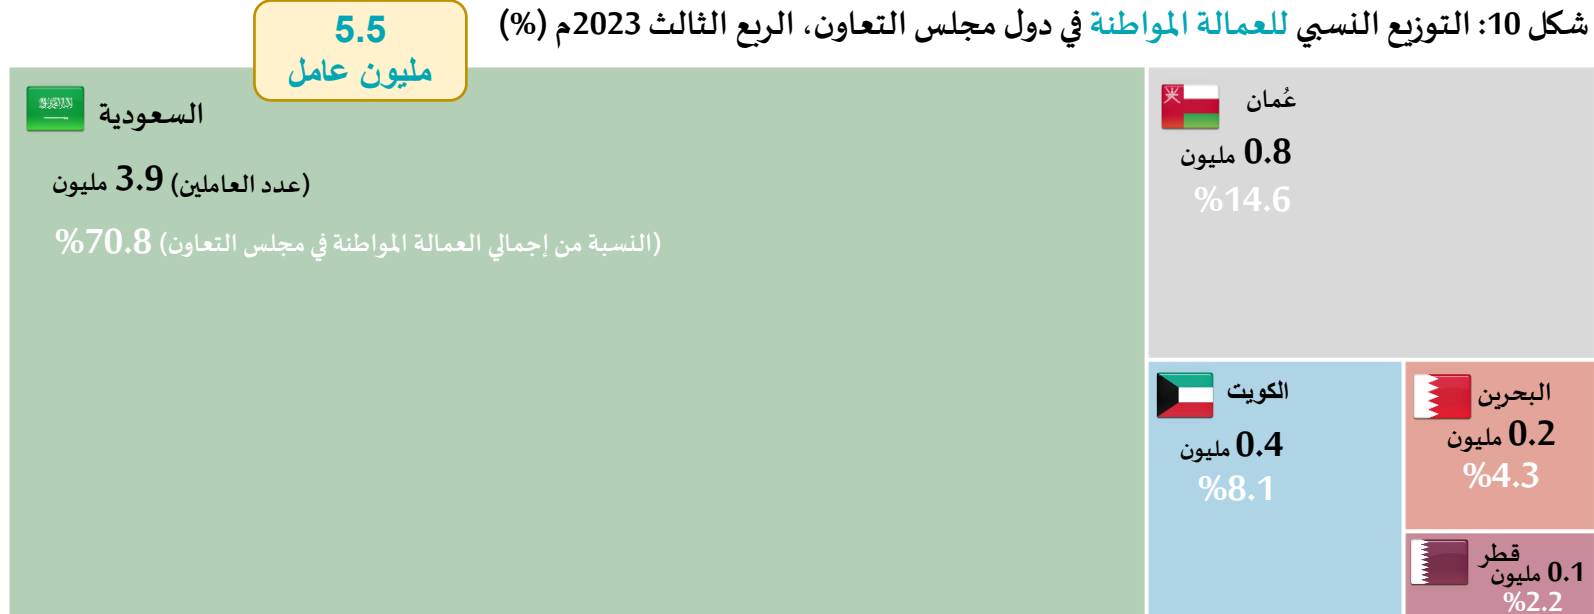 شكل 10: التوزيع النسبي للعمالة المواطنة في دول مجلس التعاون، الربع الثالث 2023م (%)
5.5
مليون عامل
السعودية
(عدد العاملين) 3.9 مليون
(النسبة من إجمالي العمالة المواطنة في مجلس التعاون) 70.8%
عُمان
0.8 مليون
%14.6
الكويت
0.4 مليون
%8.1
البحرين
0.2 مليون
%4.3
قطر
0.1 مليون
%2.2